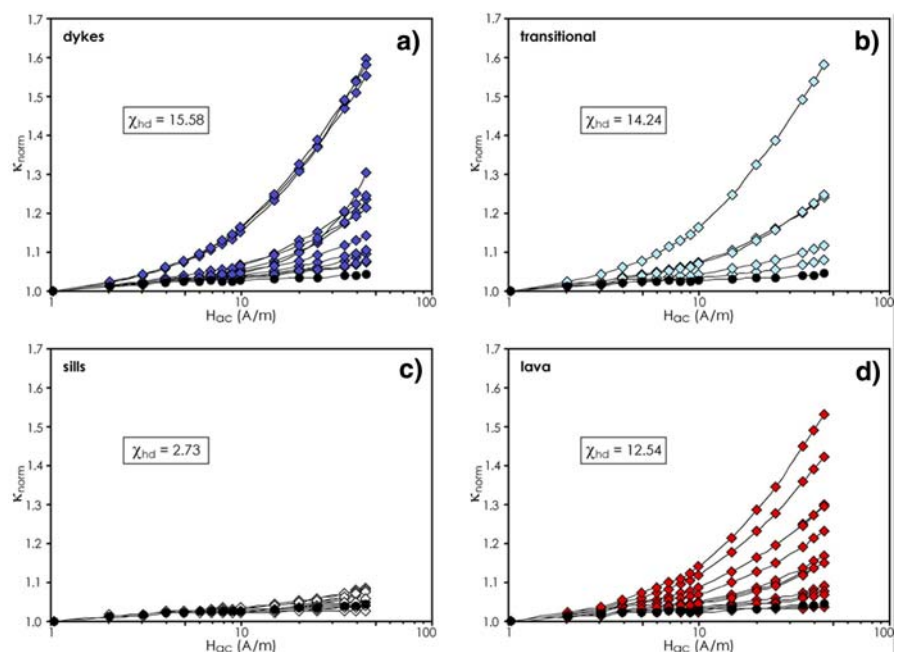 dykes
a)
χhd = 15.58
κnorm
1.7
1.6
1.5
1.4
1.3
1.2
1.1
1.0
1
10
100
Hac (A/m)
transitional
b)
χhd = 14.24
κnorm
1.7
1.6
1.5
1.4
1.3
1.2
1.1
1.0
1
10
100
Hac (A/m)
sills
c)
χhd = 2.73
κnorm
1.7
1.6
1.5
1.4
1.3
1.2
1.1
1.0
1
10
100
Hac (A/m)
lava
d)
χhd = 12.54
κnorm
1.7
1.6
1.5
1.4
1.3
1.2
1.1
1.0
1
10
100
Hac (A/m)